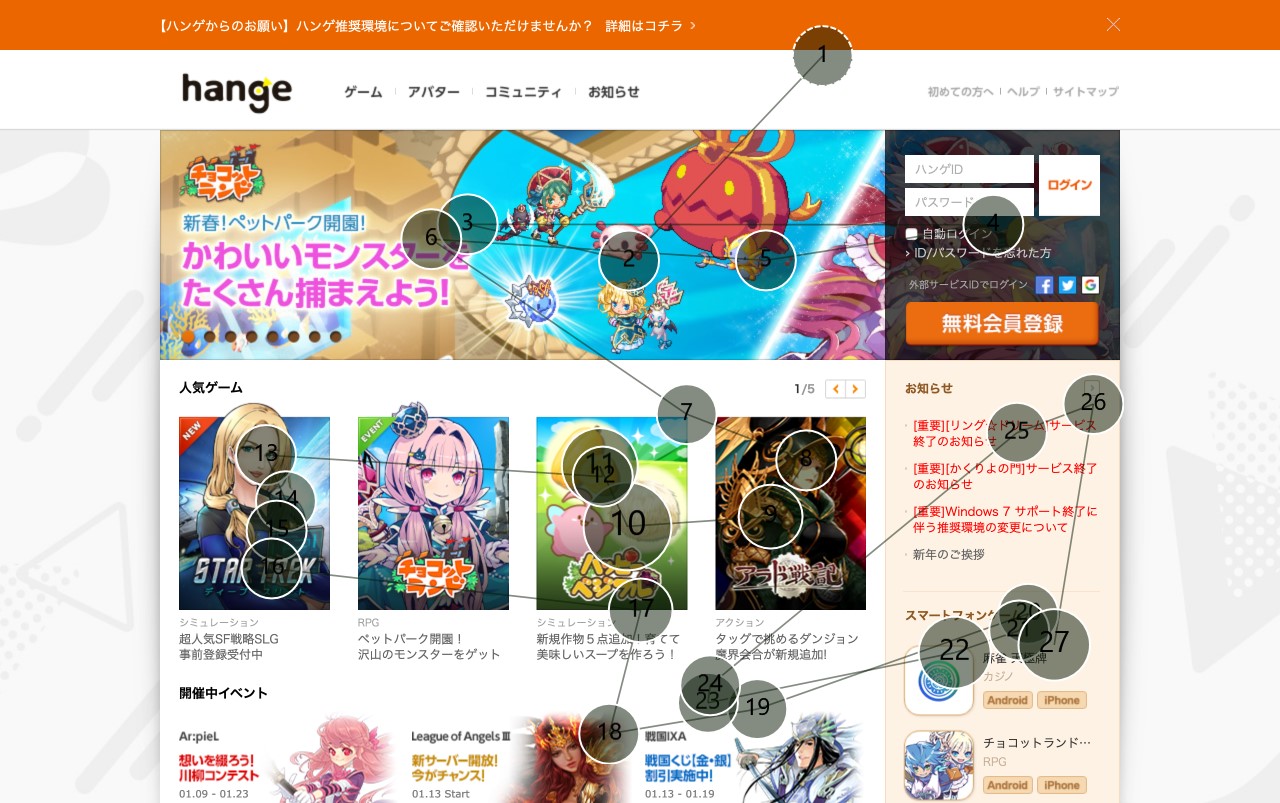 【ハンゲからのお願い】ハンゲ推奨環境についてご確認いただけませんか？ 詳細はコチラ ›
hange
ゲーム アバター コミュニティ お知らせ
初めての方へ ヘルプ サイトマップ
チョコットランド
新春！ペットパーク開園！
かわいいモンスターを
たくさん捕まえよう！
ハンゲID
パスワード
ログイン
自動ログイン
› ID/パスワードを忘れた方
外部サービスIDでログイン
無料会員登録
人気ゲーム
1/5
NEW
STAR TREK
シミュレーション
超人気SF戦略SLG
事前登録受付中
EVENT
チョコットランド
RPG
ペットパーク開園！
沢山のモンスターをゲット
シミュレーション
新規作物５点追加！育てて
美味しいスープを作ろう！
アラド戦記
アクション
タッグで挑めるダンジョン
魔界会合が新規追加!
開催中イベント
Ar:pieL
想いを綴ろう!
川柳コンテスト
01.09 - 01.23
League of Angels III
新サーバー開放!
今がチャンス!
01.13 Start
戦国IXA
戦国くじ【金・銀】
割引実施中!
01.13 - 01.19
お知らせ
[重要][リング☆ドリーム]サービス
終了のお知らせ
[重要][かくりよの門]サービス終了
のお知らせ
[重要]Windows 7 サポート終了に
伴う推奨環境の変更について
新年のご挨拶
スマートフォンゲーム
麻雀 天極牌
カジノ
Android iPhone
チョコットランド…
RPG
Android iPhone
1
2
3
4
5
6
7
8
9
10
11
12
13
14
15
16
17
18
19
21
22
23
24
25
26
27